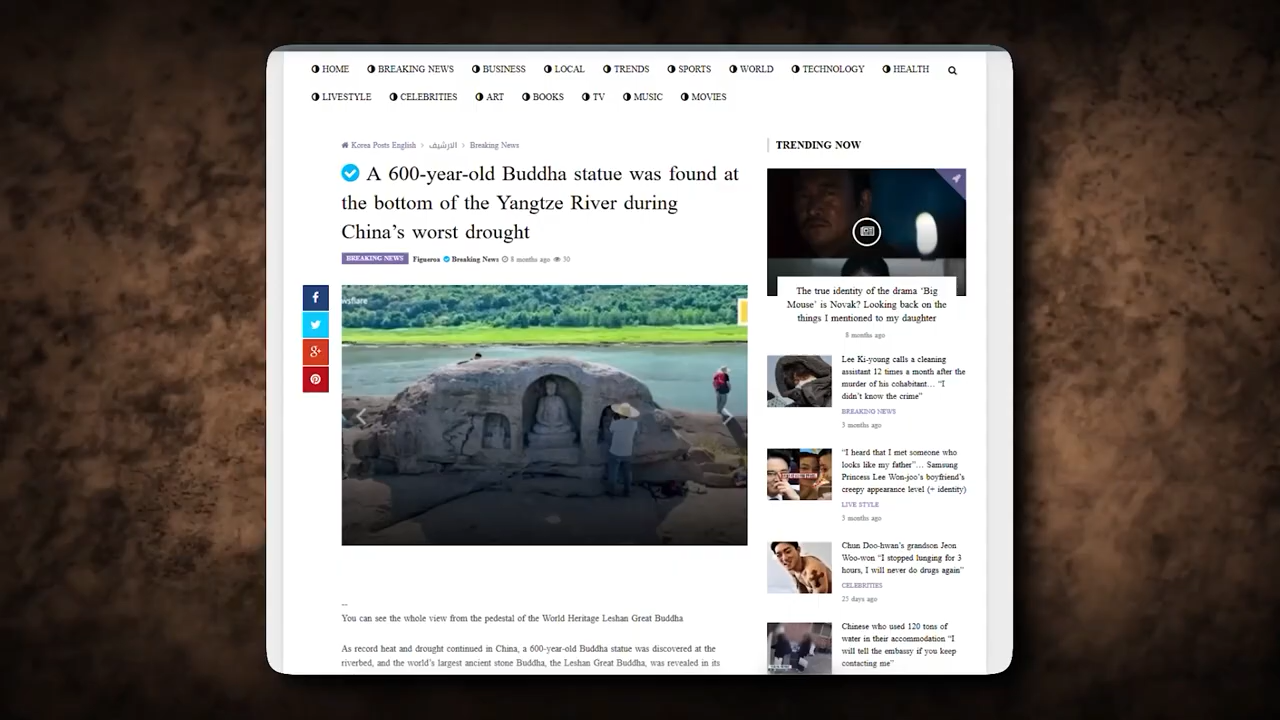 HOME BREAKING NEWS BUSINESS LOCAL TRENDS SPORTS WORLD TECHNOLOGY HEALTH
LIVESTYLE CELEBRITIES ART BOOKS TV MUSIC MOVIES
Korea Posts English > الارشيف > Breaking News
A 600-year-old Buddha statue was found at
the bottom of the Yangtze River during
China's worst drought
BREAKING NEWS Figueroa Breaking News 8 months ago 30
wsflare
--
You can see the whole view from the pedestal of the World Heritage Leshan Great Buddha
As record heat and drought continued in China, a 600-year-old Buddha statue was discovered at the
riverbed, and the world's largest ancient stone Buddha, the Leshan Great Buddha, was revealed in its
TRENDING NOW
The true identity of the drama ‘Big
Mouse’ is Novak? Looking back on the
things I mentioned to my daughter
8 months ago
Lee Ki-young calls a cleaning
assistant 12 times a month after the
murder of his cohabitant… “I
didn’t know the crime”
BREAKING NEWS
3 months ago
“I heard that I met someone who
looks like my father”… Samsung
Princess Lee Won-joo’s boyfriend’s
creepy appearance level (+ identity)
LIVE STYLE
3 months ago
Chun Doo-hwan’s grandson Jeon
Woo-won “I stopped lunging for 3
hours, I will never do drugs again”
CELEBRITIES
25 days ago
Chinese who used 120 tons of
water in their accommodation “I
will tell the embassy if you keep
contacting me”